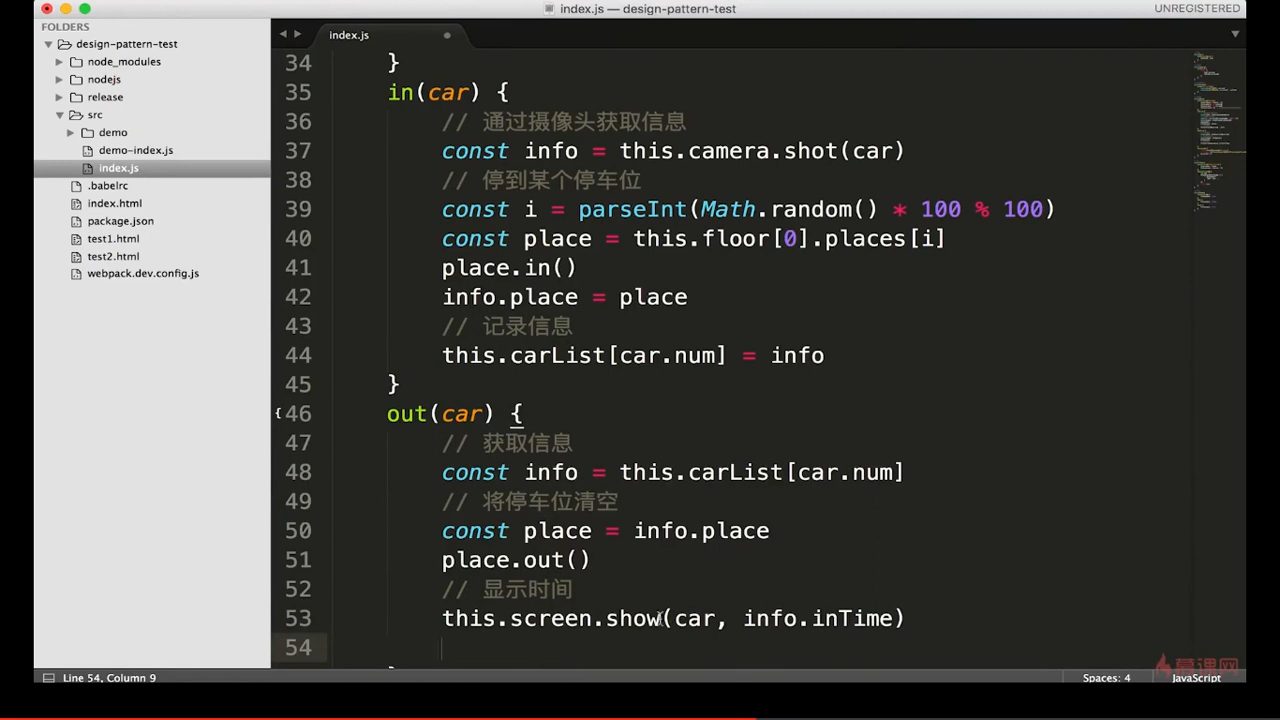 index.js — design-pattern-test
UNREGISTERED
FOLDERS
design-pattern-test
node_modules
nodejs
release
src
demo
demo-index.js
index.js
.babelrc
index.html
package.json
test1.html
test2.html
webpack.dev.config.js
index.js
34 }
35 in(car) {
36 // 通过摄像头获取信息
37 const info = this.camera.shot(car)
38 // 停到某个停车位
39 const i = parseInt(Math.random() * 100 % 100)
40 const place = this.floor[0].places[i]
41 place.in()
42 info.place = place
43 // 记录信息
44 this.carList[car.num] = info
45 }
46 out(car) {
47 // 获取信息
48 const info = this.carList[car.num]
49 // 将停车位清空
50 const place = info.place
51 place.out()
52 // 显示时间
53 this.screen.show(car, info.inTime)
54
慕课网
Line 54, Column 9
Spaces: 4
JavaScript